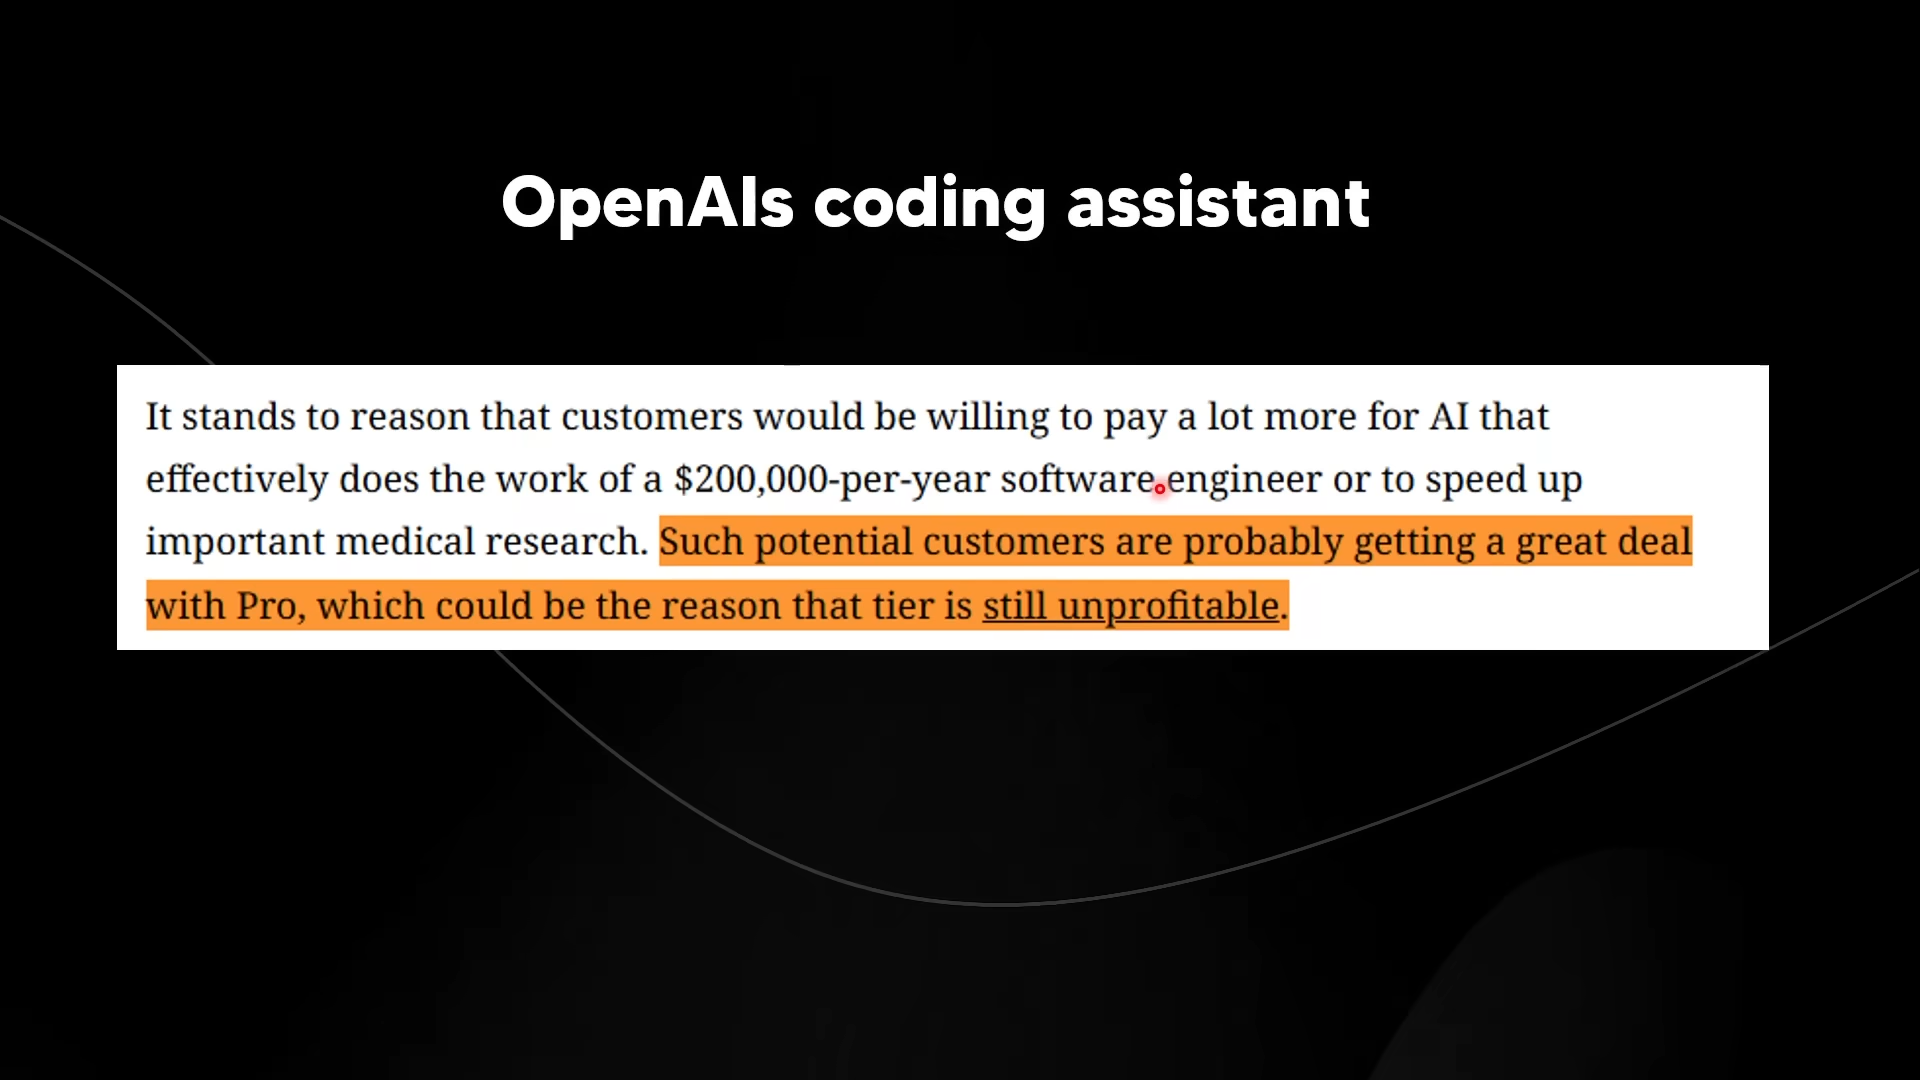 OpenAIs coding assistant
It stands to reason that customers would be willing to pay a lot more for AI that
effectively does the work of a $200,000-per-year software engineer or to speed up
important medical research. Such potential customers are probably getting a great deal
with Pro, which could be the reason that tier is still unprofitable.